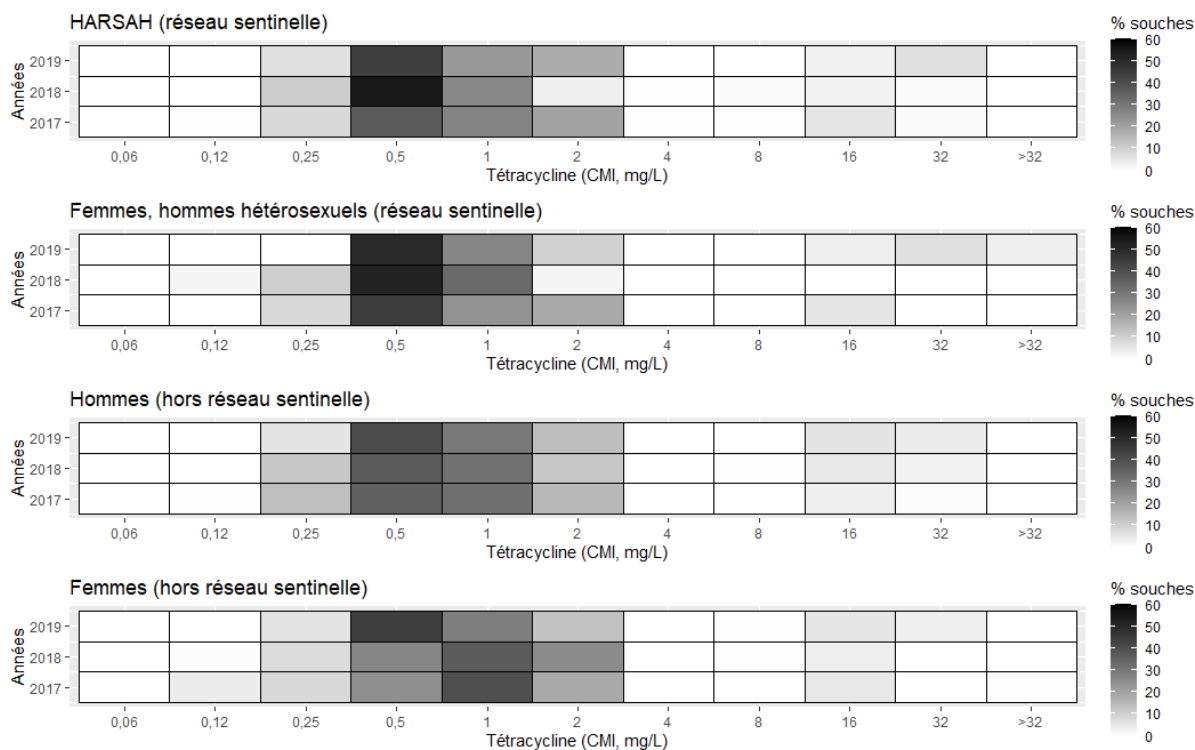 HARSAH (réseau sentinelle)
% souches
60
50
40
30
20
10
0
Années
2019
2018
2017
0,06 0,12 0,25 0,5 1 2 4 8 16 32 >32
Tétracycline (CMI, mg/L)
Femmes, hommes hétérosexuels (réseau sentinelle)
% souches
60
50
40
30
20
10
0
Années
2019
2018
2017
0,06 0,12 0,25 0,5 1 2 4 8 16 32 >32
Tétracycline (CMI, mg/L)
Hommes (hors réseau sentinelle)
% souches
60
50
40
30
20
10
0
Années
2019
2018
2017
0,06 0,12 0,25 0,5 1 2 4 8 16 32 >32
Tétracycline (CMI, mg/L)
Femmes (hors réseau sentinelle)
% souches
60
50
40
30
20
10
0
Années
2019
2018
2017
0,06 0,12 0,25 0,5 1 2 4 8 16 32 >32
Tétracycline (CMI, mg/L)